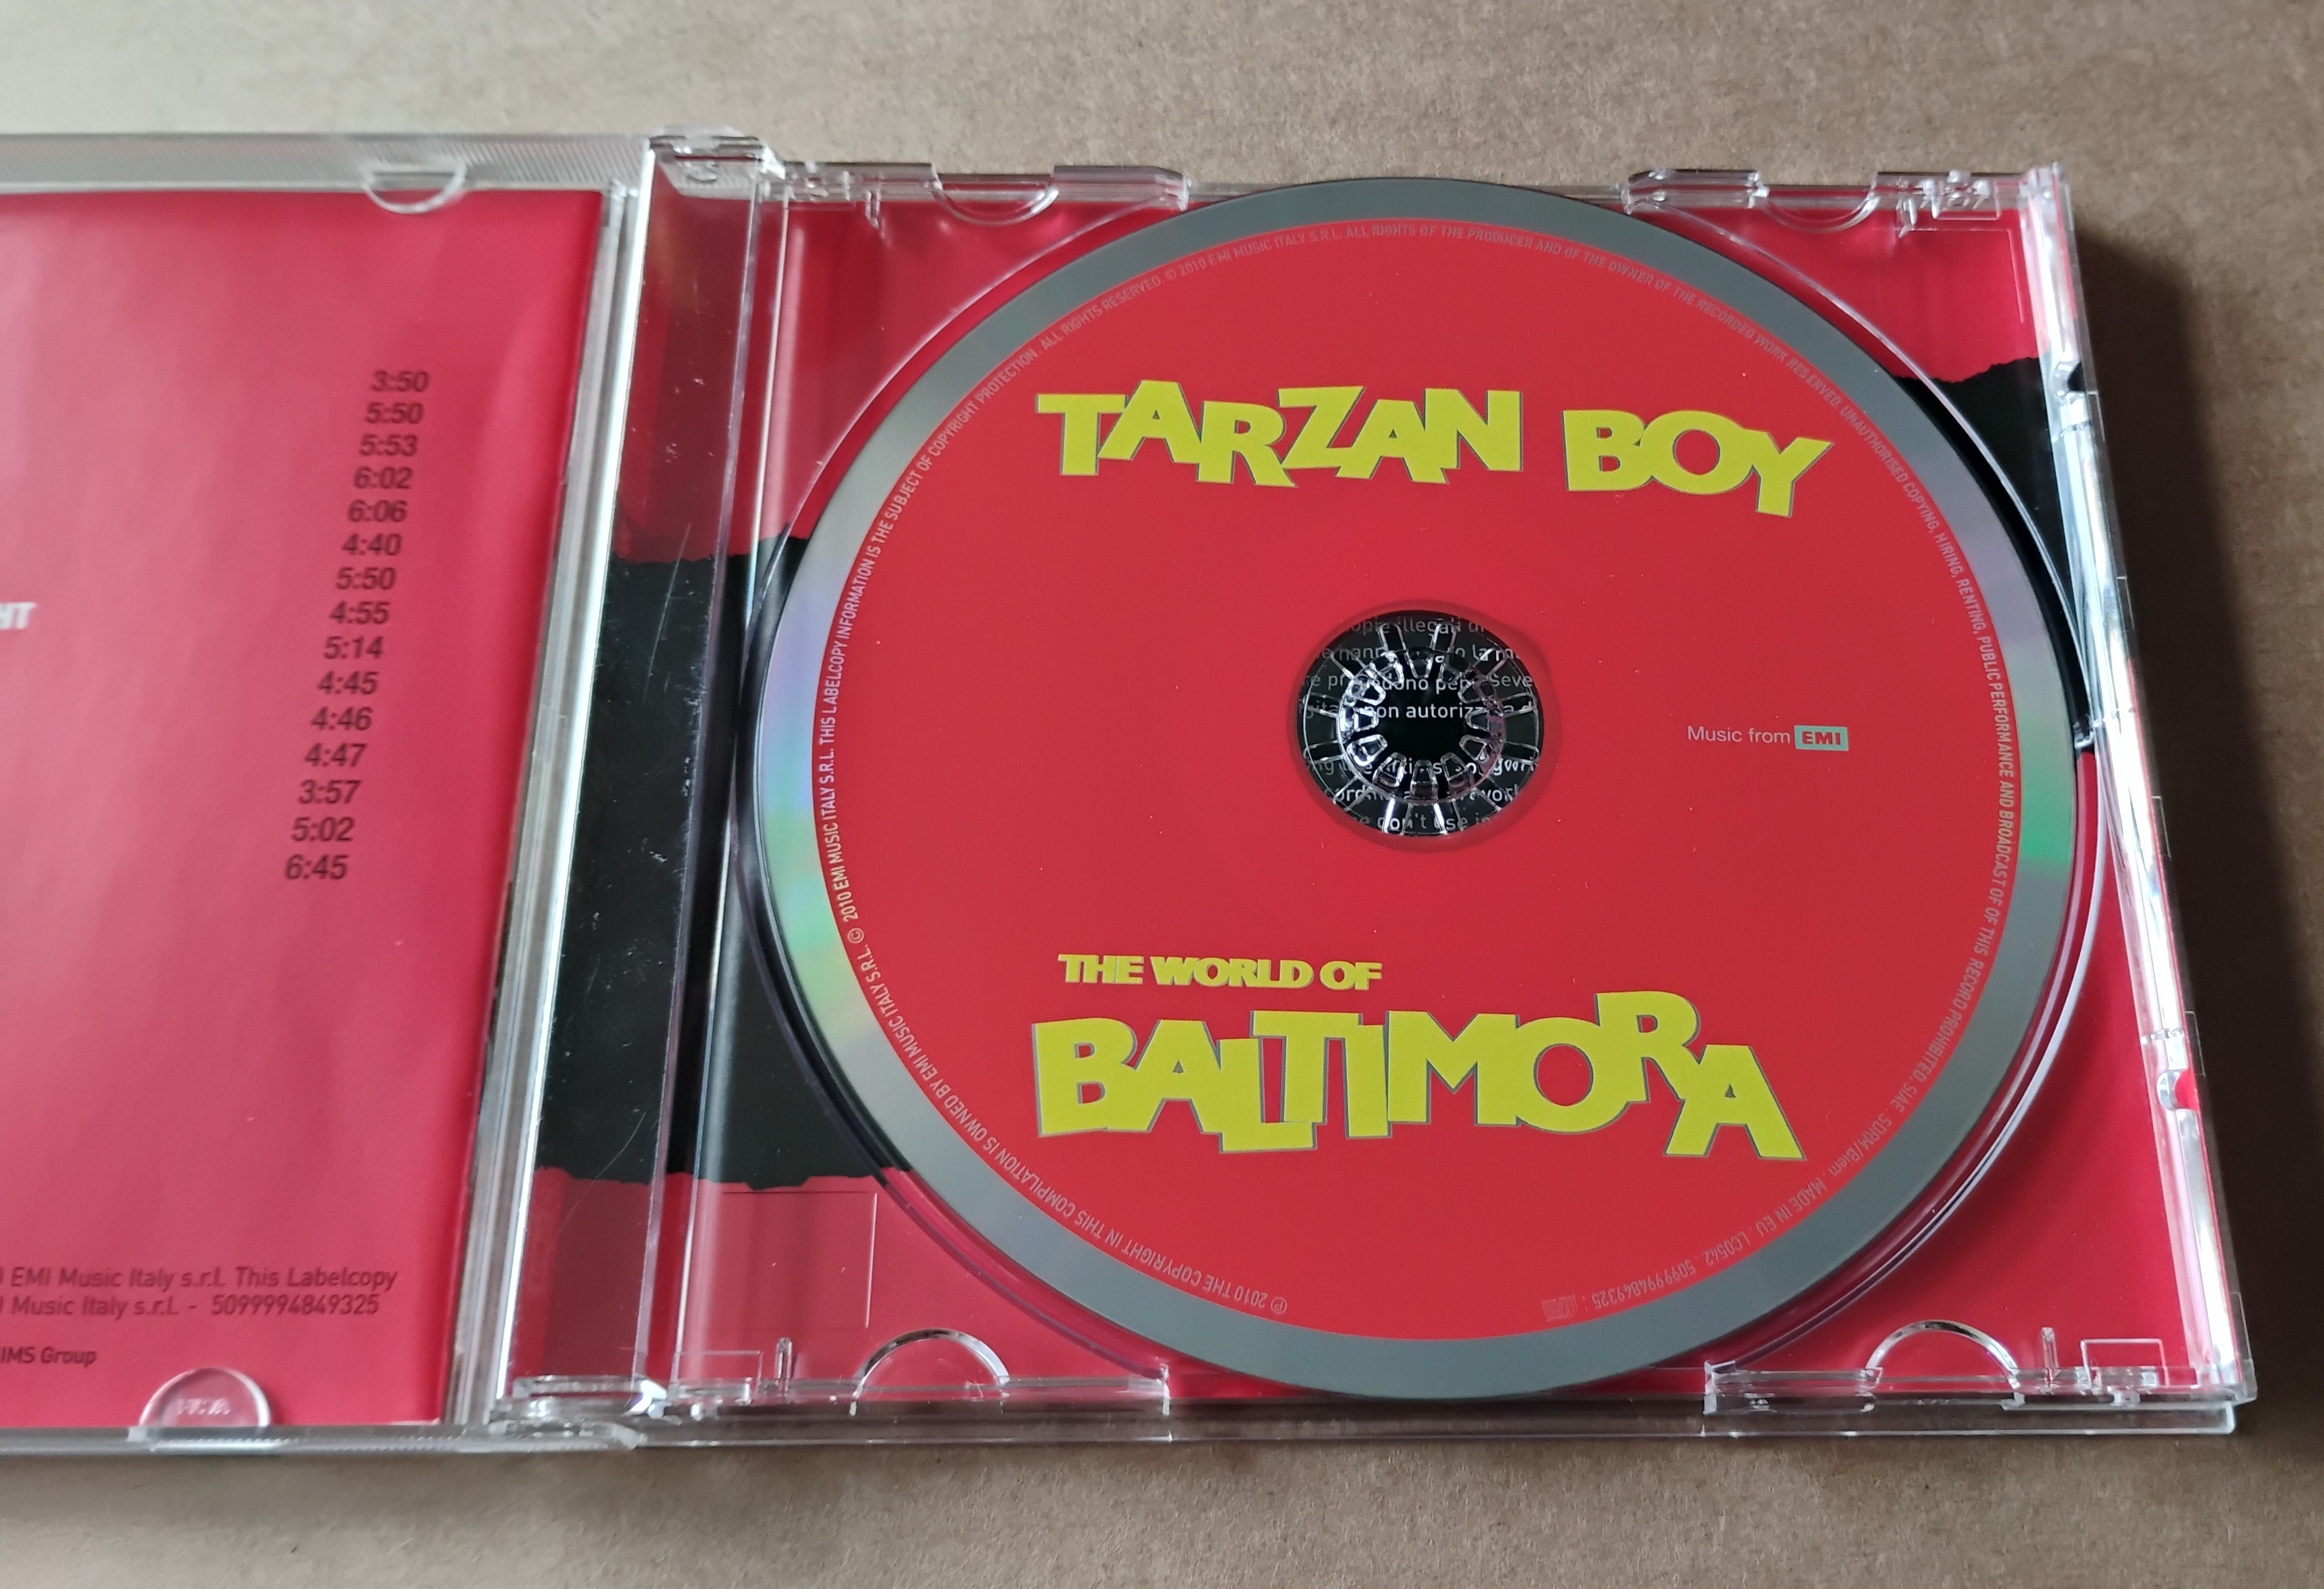 3:50
5:50
5:53
6:02
6:06
4:40
5:50
HT 4:55
5:14
4:45
4:46
4:47
3:57
5:02
6:45
EMI Music Italy s.r.l. This Labelcopy
Music Italy s.r.l. - 5099994849325
IMS Group
TARZAN BOY
non
Music from EMI
THE WORLD OF
BALTIMORA
℗ 2010 THE COPYRIGHT IN THIS COMPILATION IS OWNED BY EMI MUSIC ITALY S.R.L. © 2010 EMI MUSIC ITALY S.R.L. THIS LABELCOPY INFORMATION IS THE SUBJECT OF COPYRIGHT PROTECTION. ALL RIGHTS RESERVED. © 2010 EMI MUSIC ITALY S.R.L. ALL RIGHTS OF THE PRODUCER AND OF THE OWNER OF THE RECORDED WORK RESERVED. UNAUTHORISED COPYING, HIRING, RENTING, PUBLIC PERFORMANCE AND BROADCAST OF OF THIS RECORD PROHIBITED. SIAE. SDRM/Biem. MADE IN EU. LC0542. 5099994849325.